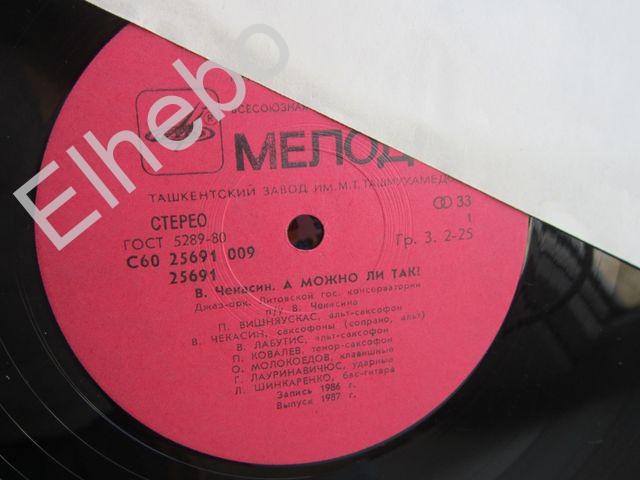 ВСЕСОЮЗНАЯ
®
МЕЛОД
ТАШКЕНТСКИЙ ЗАВОД ИМ. М.Т. ТАШМУХАМЕДО
СТЕРЕО
33
ГОСТ 5289-80
1
Гр. 3. 2-25
С60 25691 009
25691
В. Чекасин. А МОЖНО ЛИ ТАК?
Джаз-орк. Литовской гос. консерватории
п/у В. Чекасина
П. ВИШНЯУСКАС, альт-саксофон
В. ЧЕКАСИН, саксофоны (сопрано, альт)
В. ЛАБУТИС, альт-саксофон
П. КОВАЛЕВ, тенор-саксофон
О. МОЛОКОЕДОВ, клавишные
Г. ЛАУРИНАВИЧЮС, ударные
Л. ШИНКАРЕНКО, бас-гитара
Запись 1986 г.
Выпуск 1987 г.
Elhebo